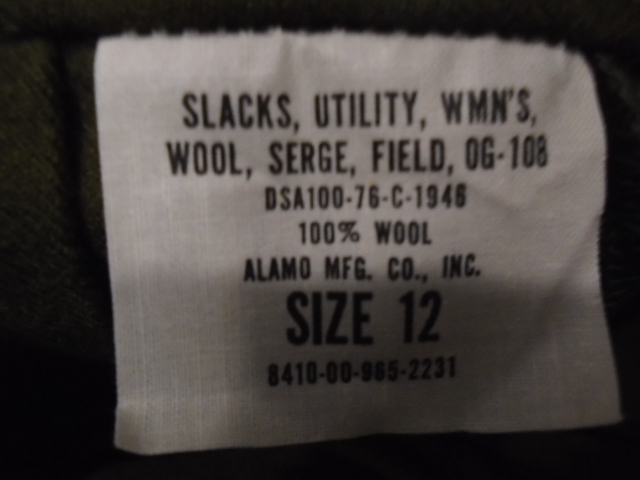 SLACKS, UTILITY, WMN'S,
WOOL, SERGE, FIELD, OG-108
DSA100-76-C-1946
100% WOOL
ALAMO MFG. CO., INC.
SIZE 12
8410-00-965-2231